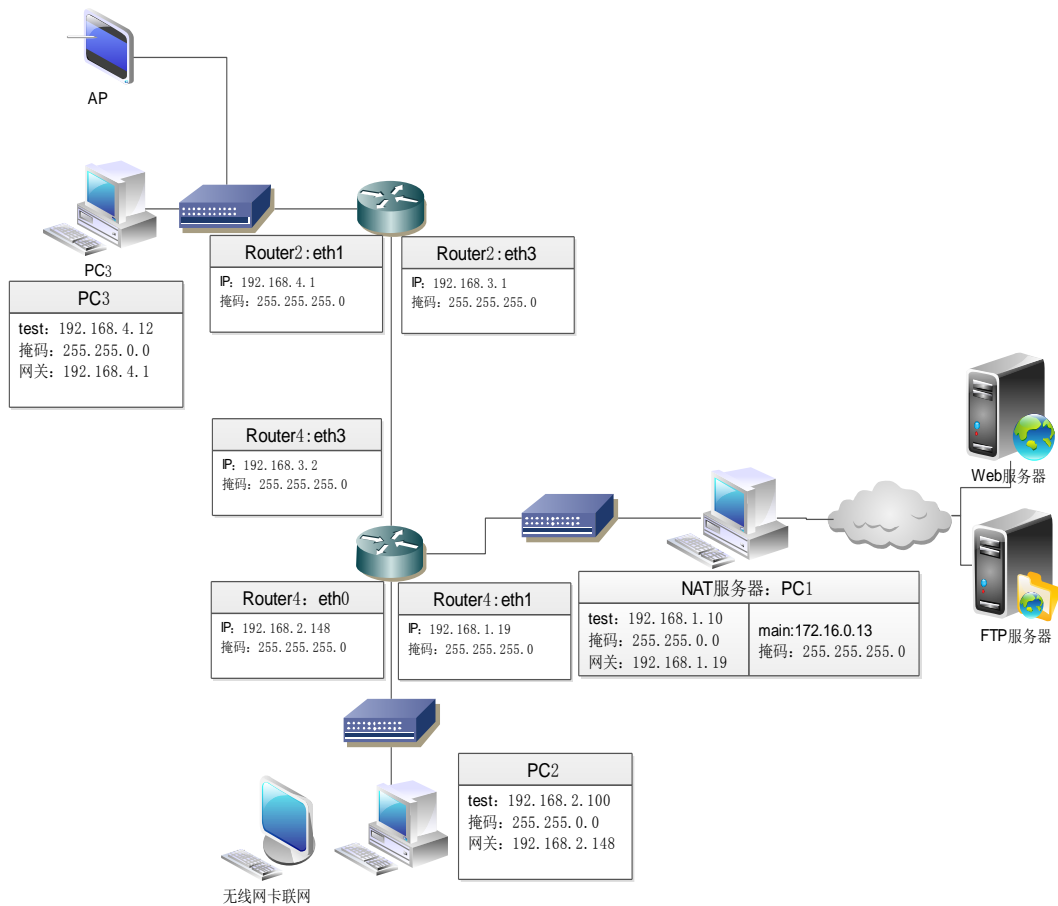 AP
PC3
Router2:eth1
IP: 192.168.4.1
掩码: 255.255.255.0
Router2:eth3
IP: 192.168.3.1
掩码: 255.255.255.0
PC3
test: 192.168.4.12
掩码: 255.255.0.0
网关: 192.168.4.1
Router4:eth3
IP: 192.168.3.2
掩码: 255.255.255.0
Web服务器
FTP服务器
Router4: eth0
IP: 192.168.2.148
掩码: 255.255.255.0
Router4:eth1
IP: 192.168.1.19
掩码: 255.255.255.0
NAT服务器: PC1
test: 192.168.1.10
掩码: 255.255.0.0
网关: 192.168.1.19
main:172.16.0.13
掩码: 255.255.255.0
PC2
test: 192.168.2.100
掩码: 255.255.0.0
网关: 192.168.2.148
无线网卡联网